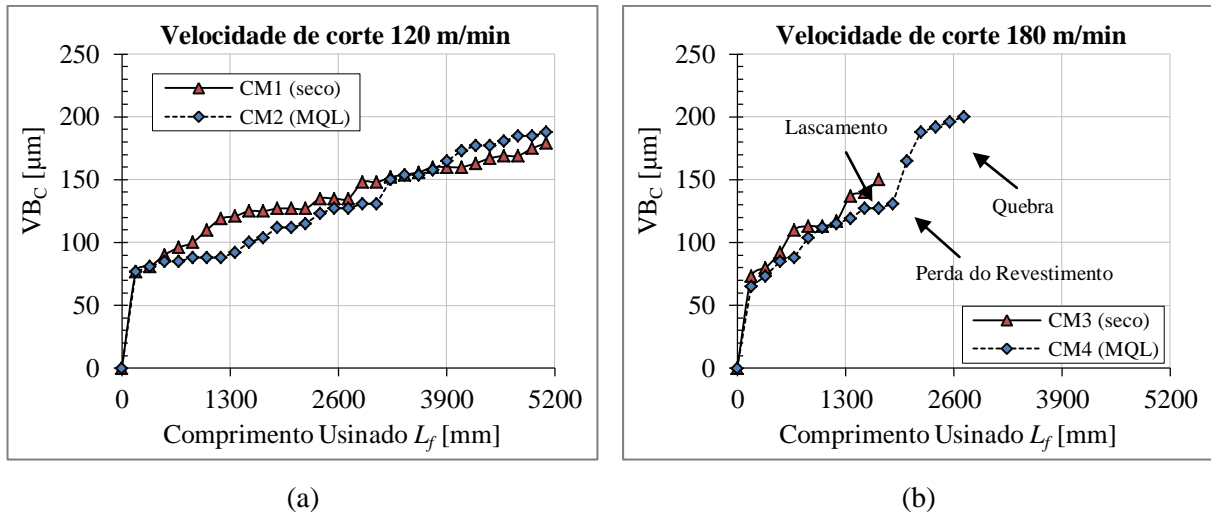 Velocidade de corte 120 m/min
250
200
150
100
50
0
VB_C [µm]
CM1 (seco)
CM2 (MQL)
0 1300 2600 3900 5200
Comprimento Usinado L_f [mm]
(a)
Velocidade de corte 180 m/min
250
200
150
100
50
0
VB_C [µm]
Lascamento
Quebra
Perda do Revestimento
CM3 (seco)
CM4 (MQL)
0 1300 2600 3900 5200
Comprimento Usinado L_f [mm]
(b)